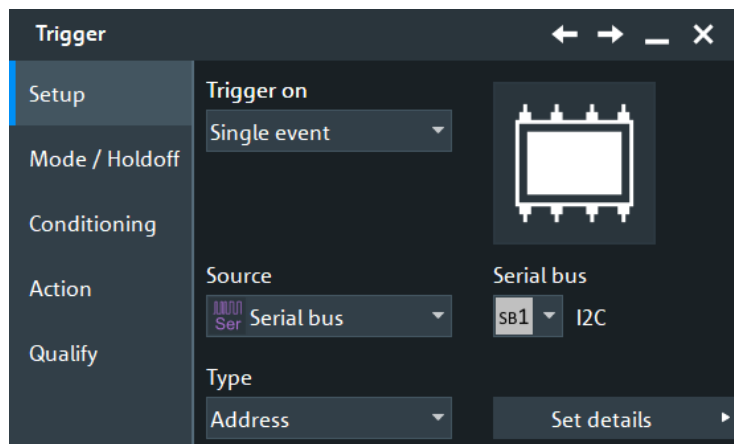 Trigger
Setup
Mode / Holdoff
Conditioning
Action
Qualify
Trigger on
Single event
Source
Ser Serial bus
Serial bus
SB1 I2C
Type
Address
Set details